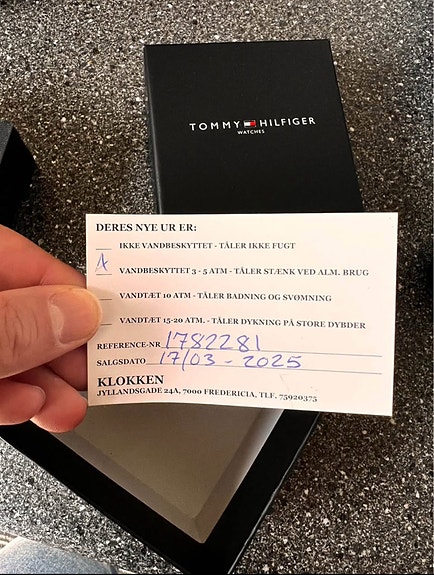 TOMMY HILFIGER
WATCHES
DERES NYE UR ER:
IKKE VANDBESKYTTET - TÅLER IKKE FUGT
X VANDBESKYTTET 3 - 5 ATM - TÅLER STÆNK VED ALM. BRUG
VANDTÆT 10 ATM - TÅLER BADNING OG SVØMNING
VANDTÆT 15-20 ATM. - TÅLER DYKNING PÅ STORE DYBDER
REFERENCE-NR 1782281
SALGSDATO 17/03 - 2025
KLOKKEN
JYLLANDSGADE 24A, 7000 FREDERICIA, TLF. 75920375